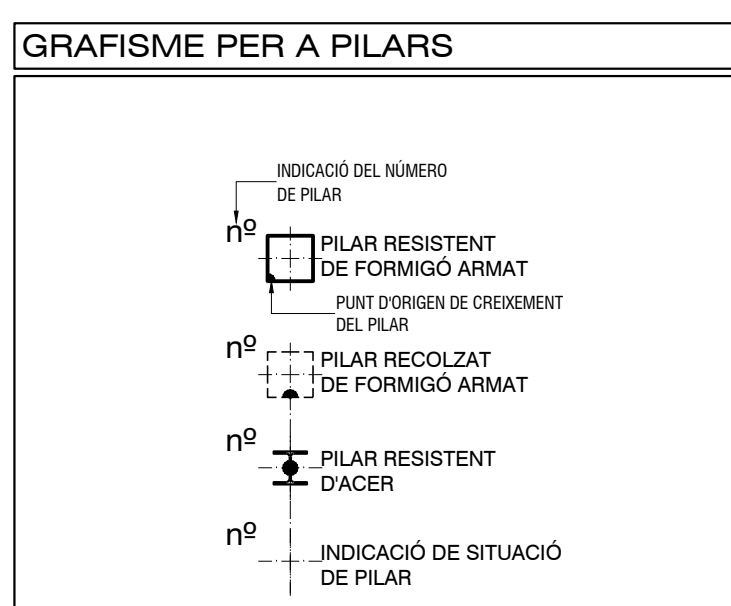 GRAFISME PER A PILARS
INDICACIÓ DEL NÚMERO
DE PILAR
nº
PILAR RESISTENT
DE FORMIGÓ ARMAT
PUNT D'ORIGEN DE CREIXEMENT
DEL PILAR
nº
PILAR RECOLZAT
DE FORMIGÓ ARMAT
nº
PILAR RESISTENT
D'ACER
nº
INDICACIÓ DE SITUACIÓ
DE PILAR